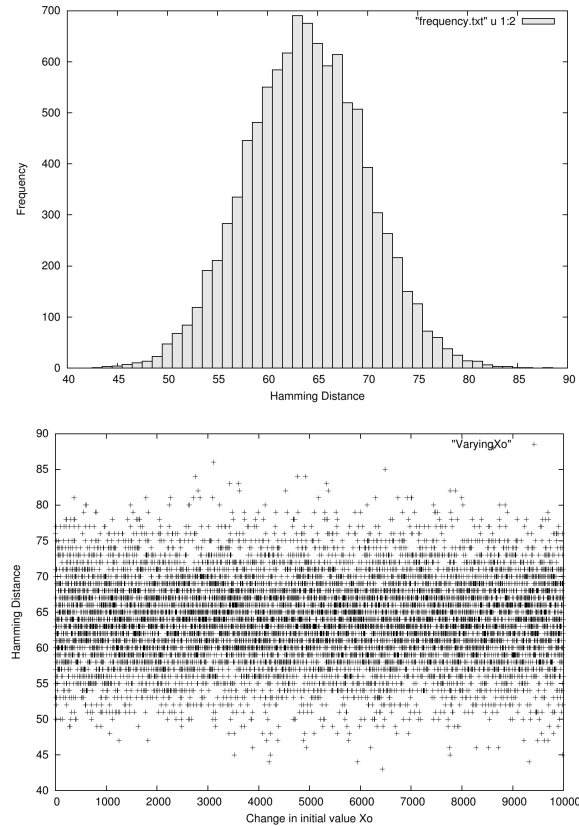 700
600
500
400
300
200
100
0
Frequency
"frequency.txt" u 1:2
40 45 50 55 60 65 70 75 80 85 90
Hamming Distance
90
85
80
75
70
65
60
55
50
45
40
Hamming Distance
"VaryingXo"
0 1000 2000 3000 4000 5000 6000 7000 8000 9000 10000
Change in initial value Xo